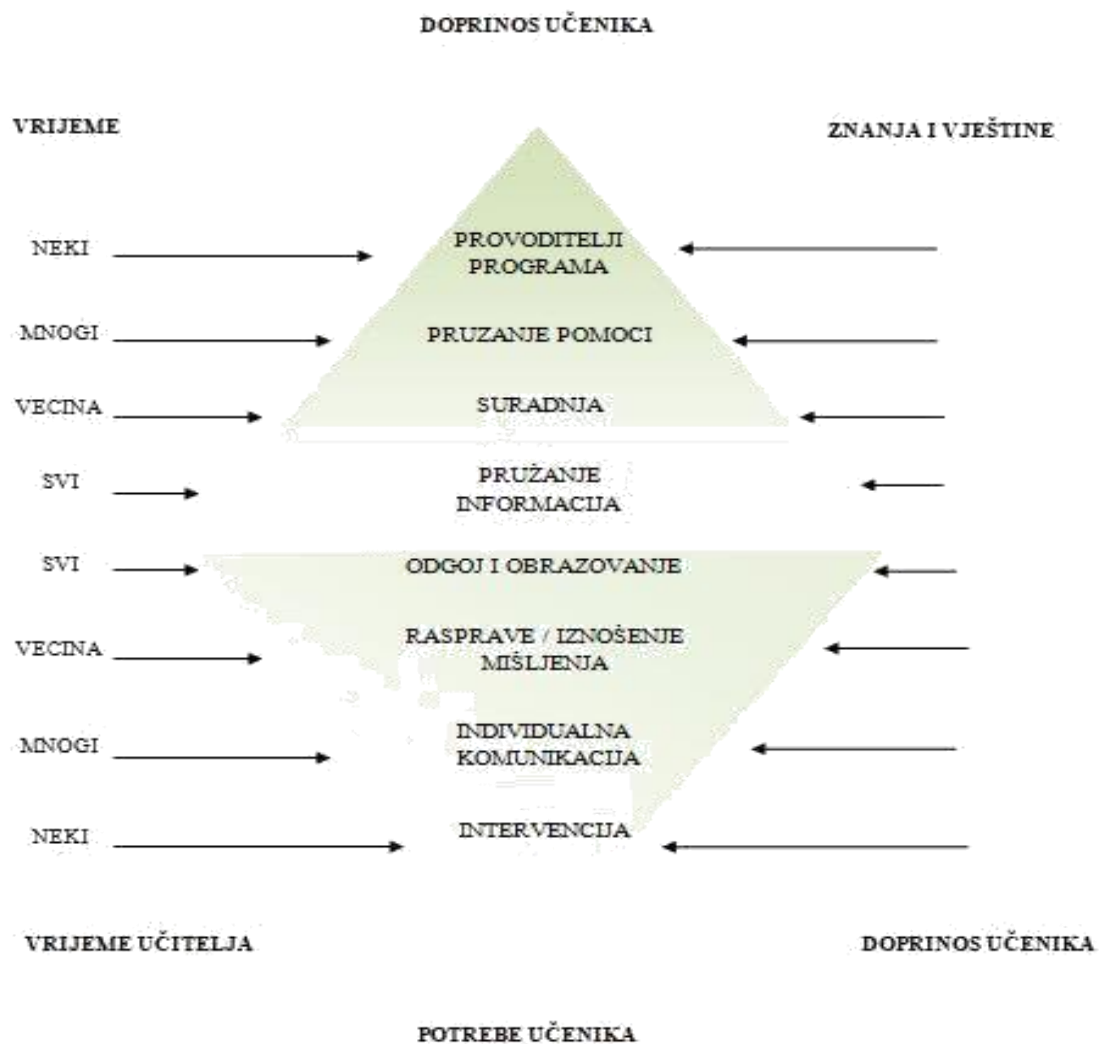 DOPRINOS UČENIKA
VRIJEME
ZNANJA I VJEŠTINE
NEKI
PROVODITELJI
PROGRAMA
MNOGI
PRUZANJE POMOCI
VECINA
SURADNJA
SVI
PRUŽANJE
INFORMACIJA
SVI
ODGOJ I OBRAZOVANJE
VECINA
RASPRAVE / IZNOŠENJE
MIŠLJENJA
MNOGI
INDIVIDUALNA
KOMUNIKACIJA
NEKI
INTERVENCIJA
VRIJEME UČITELJA
DOPRINOS UČENIKA
POTREBE UČENIKA